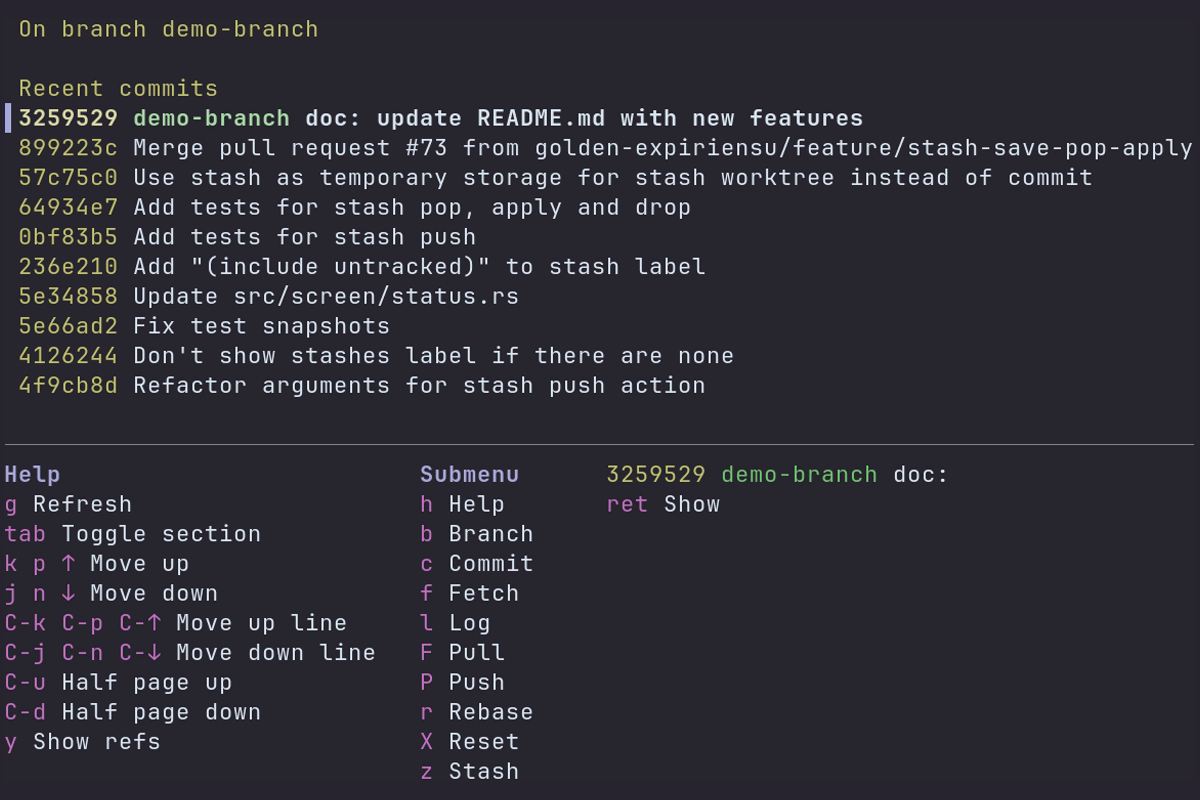 On branch demo-branch
Recent commits
3259529 demo-branch doc: update README.md with new features
899223c Merge pull request #73 from golden-expiriensu/feature/stash-save-pop-apply
57c75c0 Use stash as temporary storage for stash worktree instead of commit
64934e7 Add tests for stash pop, apply and drop
0bf83b5 Add tests for stash push
236e210 Add "(include untracked)" to stash label
5e34858 Update src/screen/status.rs
5e66ad2 Fix test snapshots
4126244 Don't show stashes label if there are none
4f9cb8d Refactor arguments for stash push action
Help
g Refresh
tab Toggle section
k p ↑ Move up
j n ↓ Move down
C-k C-p C-↑ Move up line
C-j C-n C-↓ Move down line
C-u Half page up
C-d Half page down
y Show refs
Submenu
h Help
b Branch
c Commit
f Fetch
l Log
F Pull
P Push
r Rebase
X Reset
z Stash
3259529 demo-branch doc:
ret Show